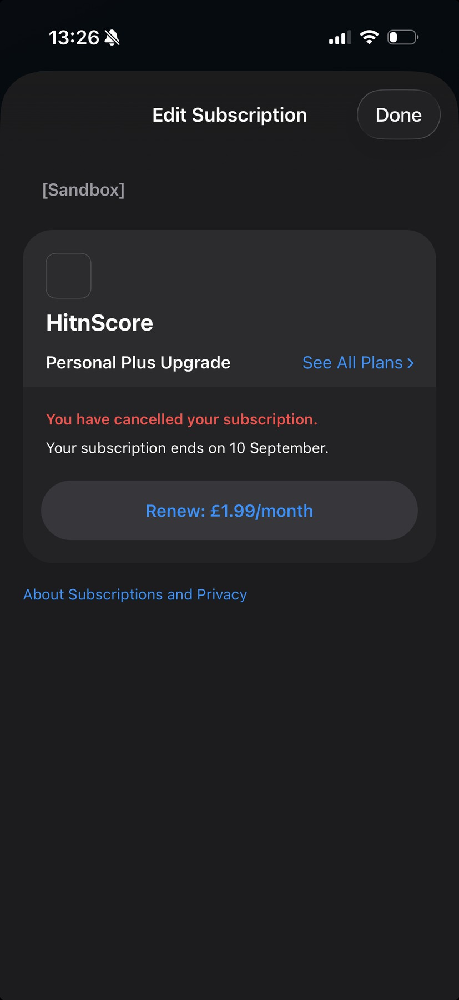 13:26
Edit Subscription
Done
[Sandbox]
HitnScore
Personal Plus Upgrade
See All Plans
You have cancelled your subscription.
Your subscription ends on 10 September.
Renew: £1.99/month
About Subscriptions and Privacy